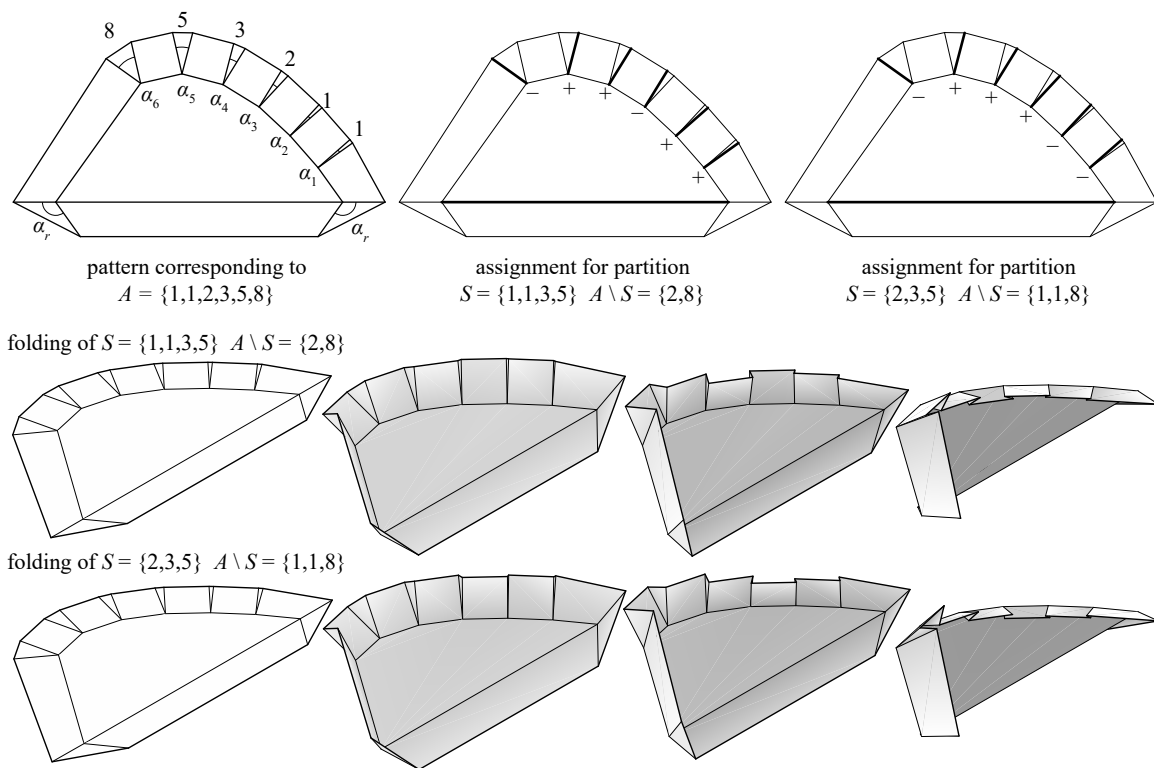 8 5 3 2 1 1
α6 α5 α4 α3 α2 α1
αr αr
− + + − + +
− + + + − −
pattern corresponding to
A = {1,1,2,3,5,8}
assignment for partition
S = {1,1,3,5} A \ S = {2,8}
assignment for partition
S = {2,3,5} A \ S = {1,1,8}
folding of S = {1,1,3,5} A \ S = {2,8}
folding of S = {2,3,5} A \ S = {1,1,8}